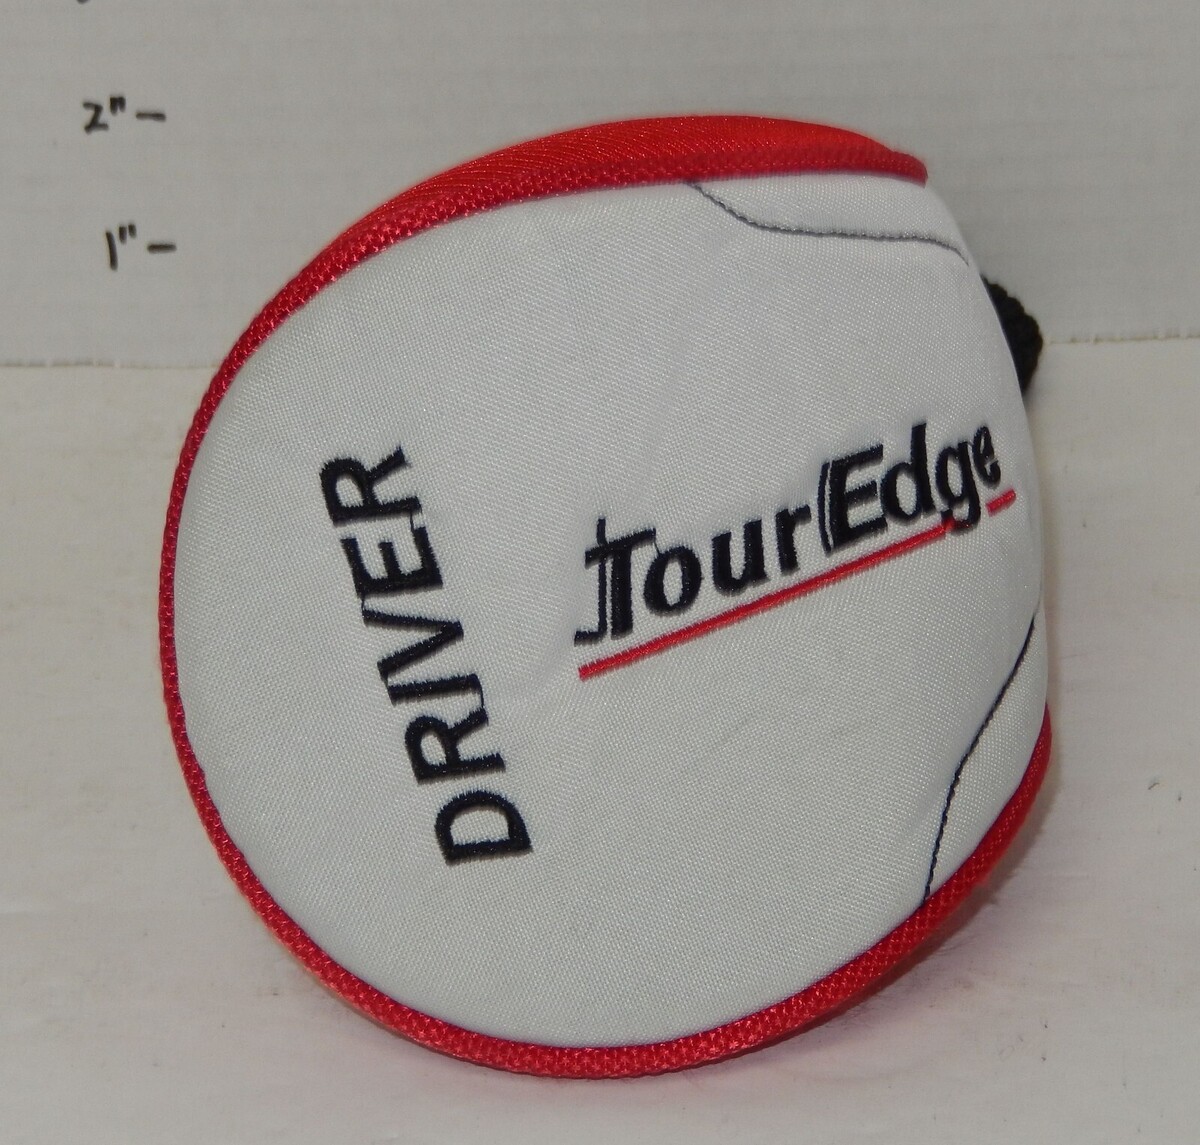 2"-
1"-
DRIVER
TourEdge